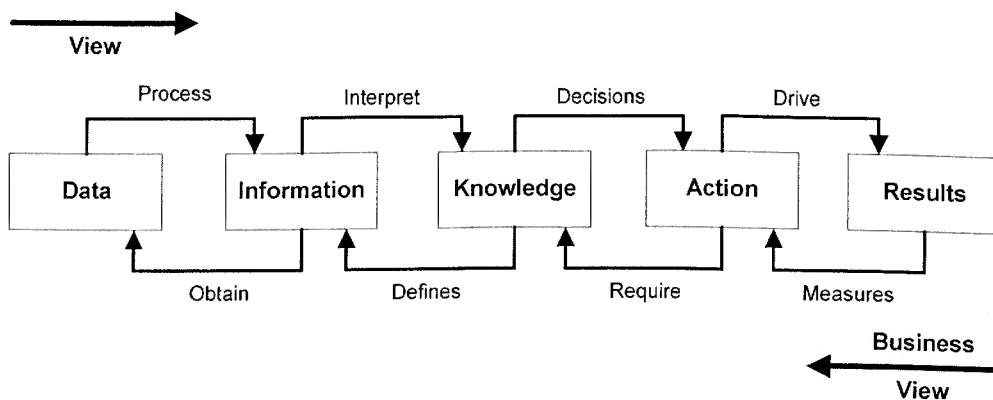 View
Process
Interpret
Decisions
Drive
Data
Information
Knowledge
Action
Results
Obtain
Defines
Require
Measures
Business
View